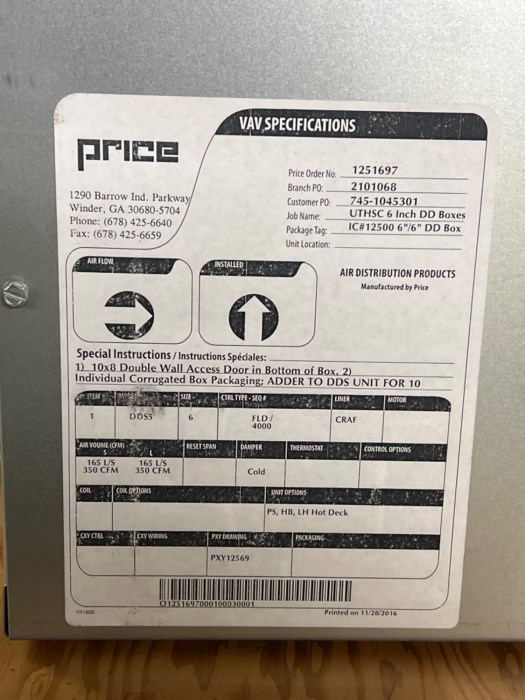 VAV SPECIFICATIONS
price
1290 Barrow Ind. Parkway
Winder, GA 30680-5704
Phone: (678) 425-6640
Fax: (678) 425-6659
Price Order No: 1251697
Branch PO: 2101068
Customer PO: 745-1045301
Job Name: UTHSC 6 Inch DD Boxes
Package Tag: IC#12500 6"/6" DD Box
Unit Location:
AIR FLOW INSTALLED
AIR DISTRIBUTION PRODUCTS
Manufactured by Price
Special Instructions / Instructions Spéciales:
1) 10x8 Double Wall Access Door in Bottom of Box. 2)
Individual Corrugated Box Packaging; ADDER TO DDS UNIT FOR 10
ITEM MODEL SIZE CTRL TYPE - SEQ # LINER MOTOR
1 DDS5 6 FLD / CRAF
4000
AIR VOLUME (CFM) RESET SPAN DAMPER THERMOSTAT CONTROL OPTIONS
S L
165 L/S 165 L/S
350 CFM 350 CFM Cold
COIL COIL OPTIONS UNIT OPTIONS
PS, HB, LH Hot Deck
CXY CTRL CXY WIRING PXY DRAWING PACKAGING
PXY12569
O1251697000100030001
Printed on 11/28/2016